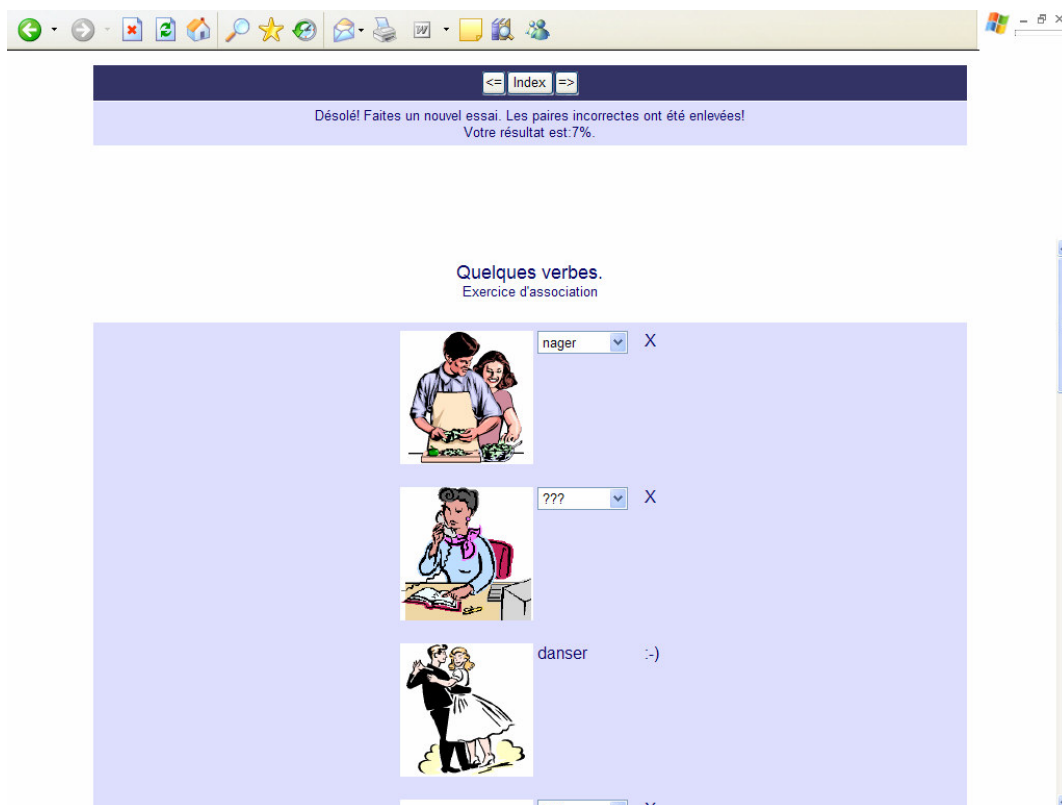 <= Index =>
Désolé! Faites un nouvel essai. Les paires incorrectes ont été enlevées!
Votre résultat est:7%.
Quelques verbes.
Exercice d'association
nager X
??? X
danser :-)